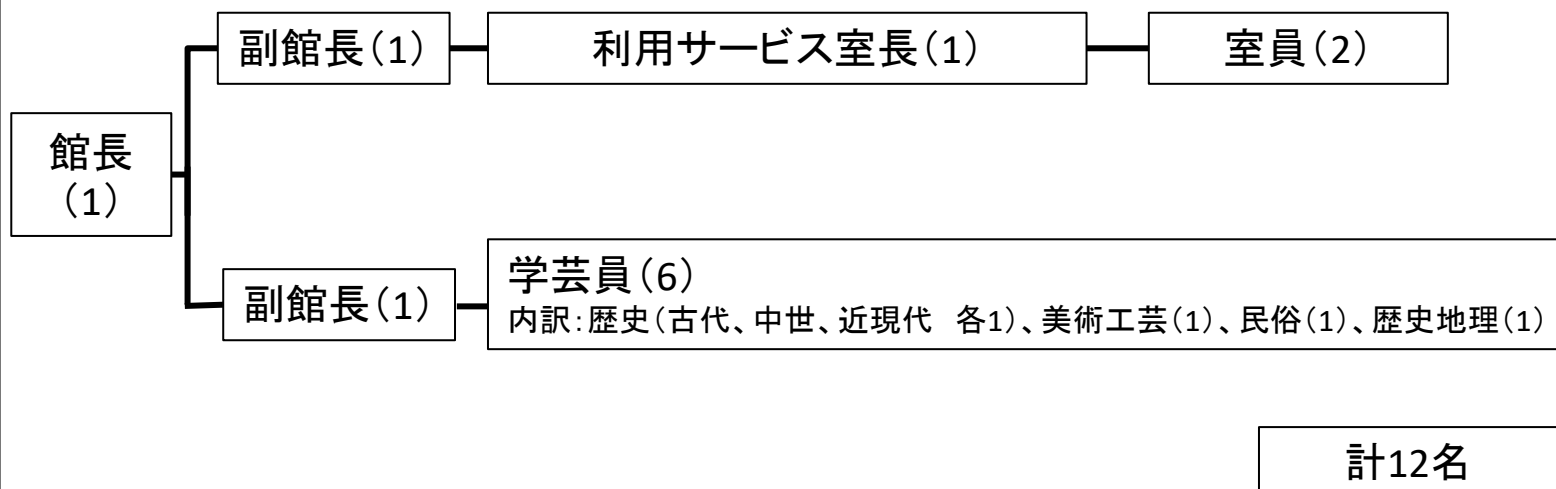 副館長(1)
利用サービス室長(1)
室員(2)
館長
(1)
副館長(1)
学芸員(6)
内訳:歴史(古代、中世、近現代　各1)、美術工芸(1)、民俗(1)、歴史地理(1)
計12名